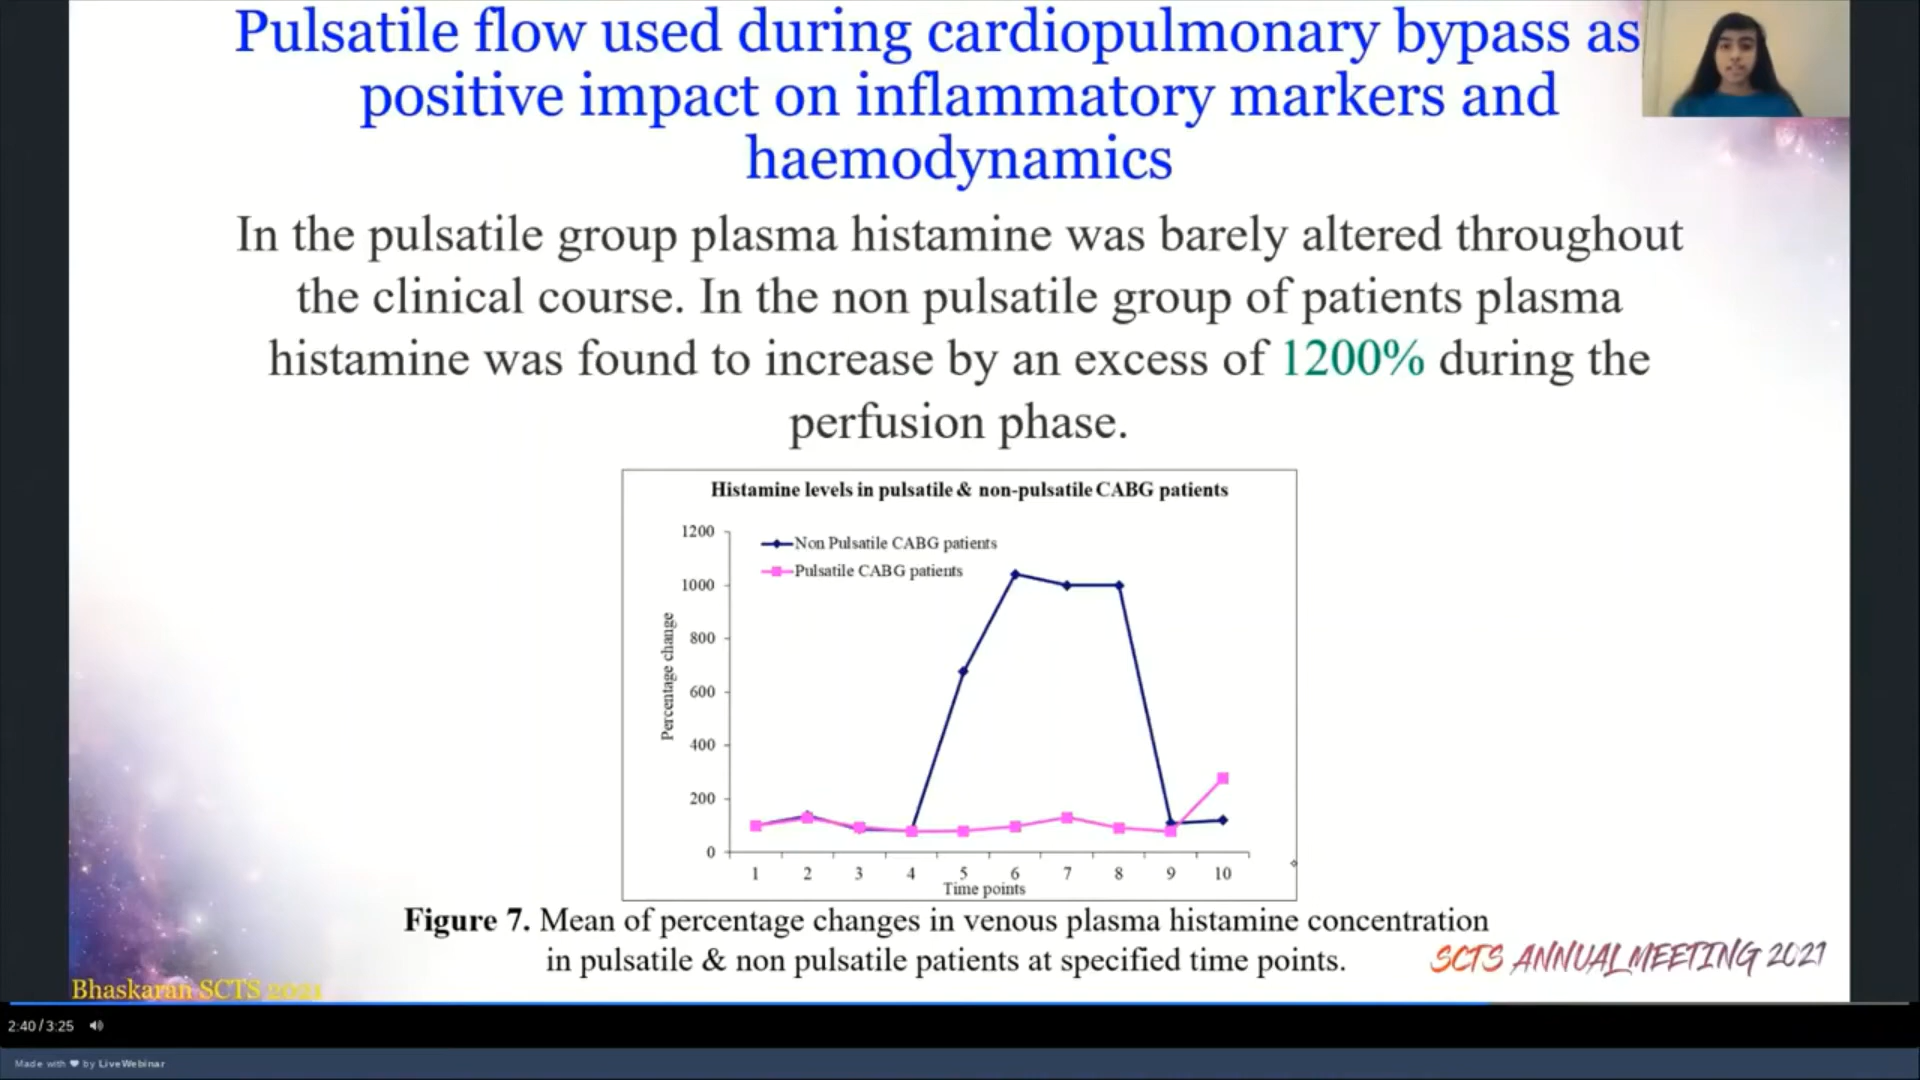 Pulsatile flow used during cardiopulmonary bypass as
positive impact on inflammatory markers and
haemodynamics
In the pulsatile group plasma histamine was barely altered throughout
the clinical course. In the non pulsatile group of patients plasma
histamine was found to increase by an excess of 1200% during the
perfusion phase.
Histamine levels in pulsatile & non-pulsatile CABG patients
Non Pulsatile CABG patients
Pulsatile CABG patients
Percentage change
1200
1000
800
600
400
200
0
1 2 3 4 5 6 7 8 9 10
Time points
Figure 7. Mean of percentage changes in venous plasma histamine concentration
in pulsatile & non pulsatile patients at specified time points.
SCTS ANNUAL MEETING 2021
Bhaskaran SCTS 2021
2:40 / 3:25
Made with ❤ by LiveWebinar